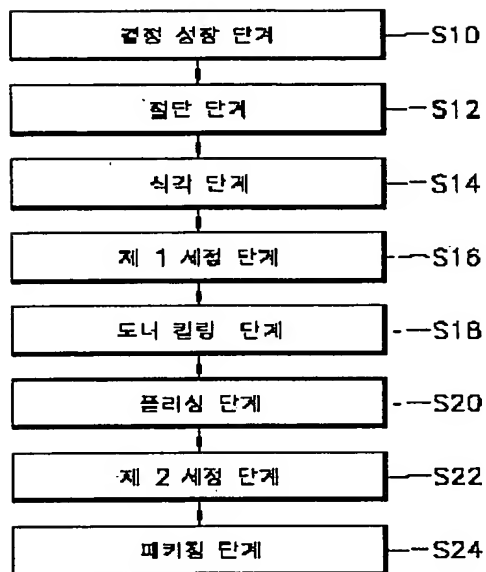 결정 성장 단계 S10
절단 단계 S12
식각 단계 S14
제 1 세정 단계 S16
도너 킬링 단계 S18
폴리싱 단계 S20
제 2 세정 단계 S22
패키징 단계 S24